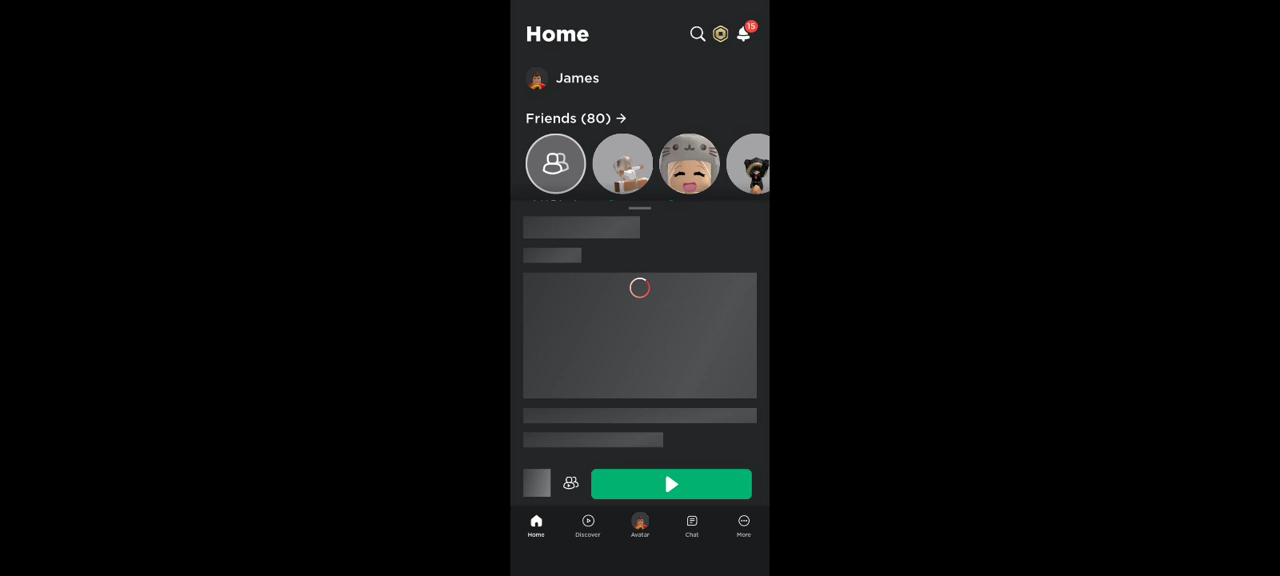 Home
15
James
Friends (80) →
Home
Discover
Avatar
Chat
More